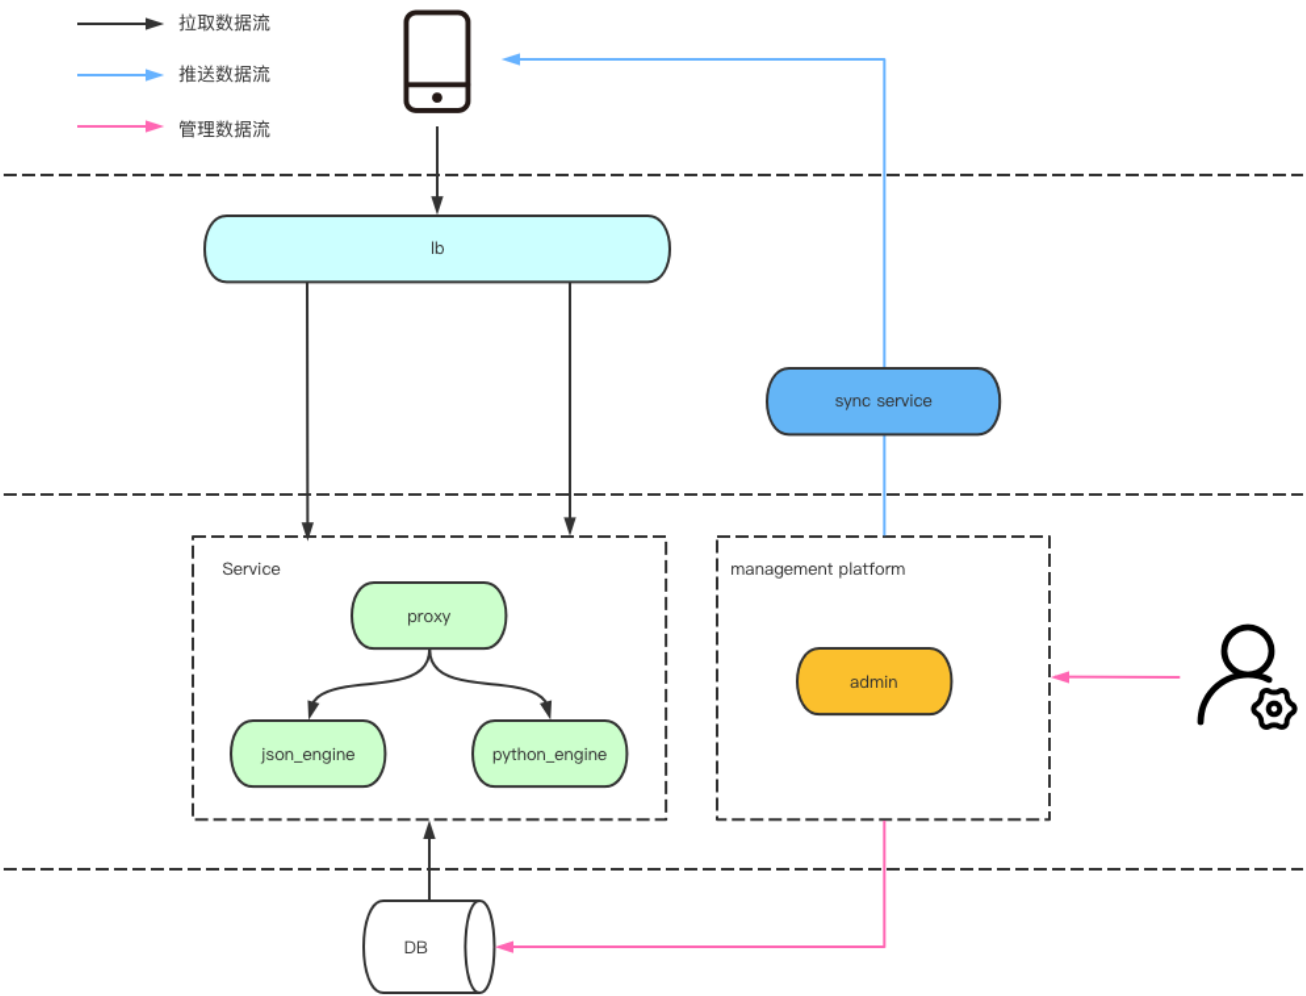 拉取数据流
推送数据流
管理数据流
lb
sync service
Service
management platform
proxy
admin
json_engine
python_engine
DB